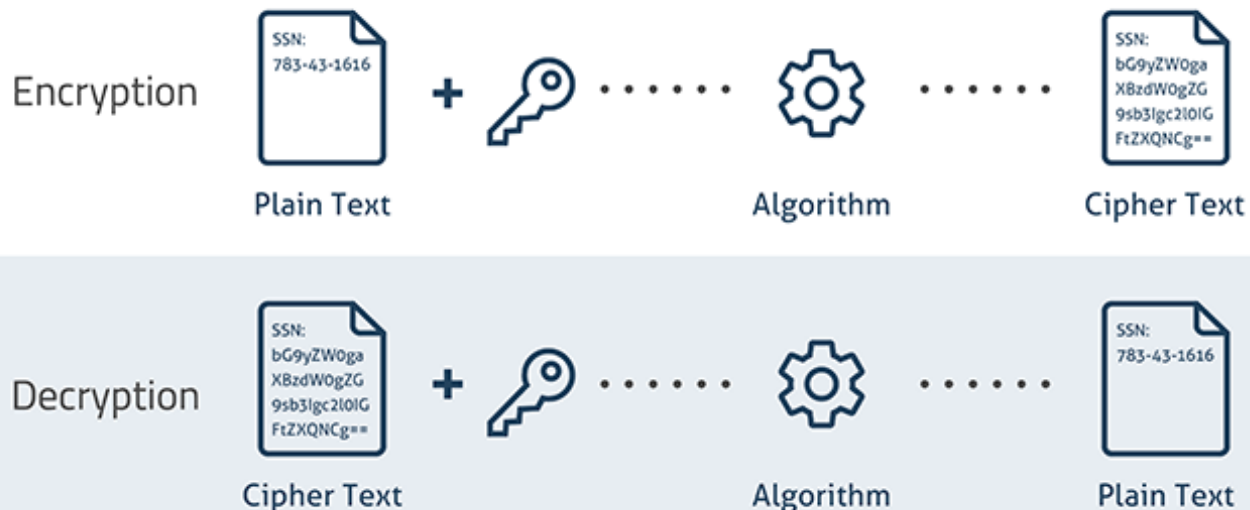 Encryption
SSN:
783-43-1616
+
SSN:
bG9yZW0ga
XBzdW0gZG
9sb3Igc2l0IG
FtZXQNCg==
Plain Text
Algorithm
Cipher Text
Decryption
SSN:
bG9yZW0ga
XBzdW0gZG
9sb3Igc2l0IG
FtZXQNCg==
+
SSN:
783-43-1616
Cipher Text
Algorithm
Plain Text